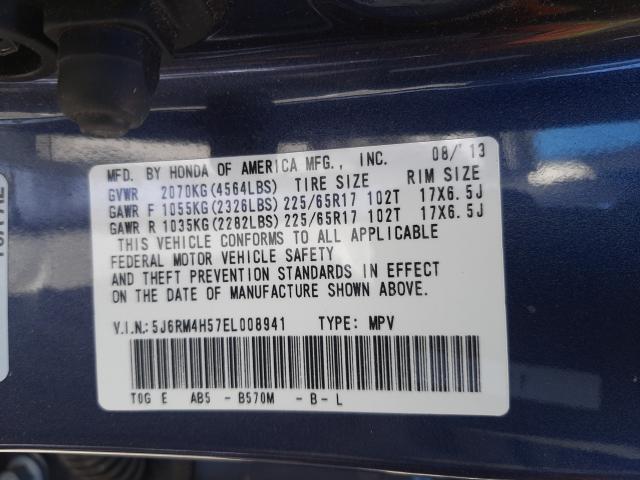 MFD. BY HONDA OF AMERICA MFG., INC. 08/'13
GVWR 2070KG(4564LBS) TIRE SIZE RIM SIZE
GAWR F 1055KG(2326LBS) 225/65R17 102T 17X6.5J
GAWR R 1035KG(2282LBS) 225/65R17 102T 17X6.5J
THIS VEHICLE CONFORMS TO ALL APPLICABLE
FEDERAL MOTOR VEHICLE SAFETY
AND THEFT PREVENTION STANDARDS IN EFFECT
ON THE DATE OF MANUFACTURE SHOWN ABOVE.
V.I.N.:5J6RM4H57EL008941 TYPE: MPV
T0G E AB5 - B570M - B - L